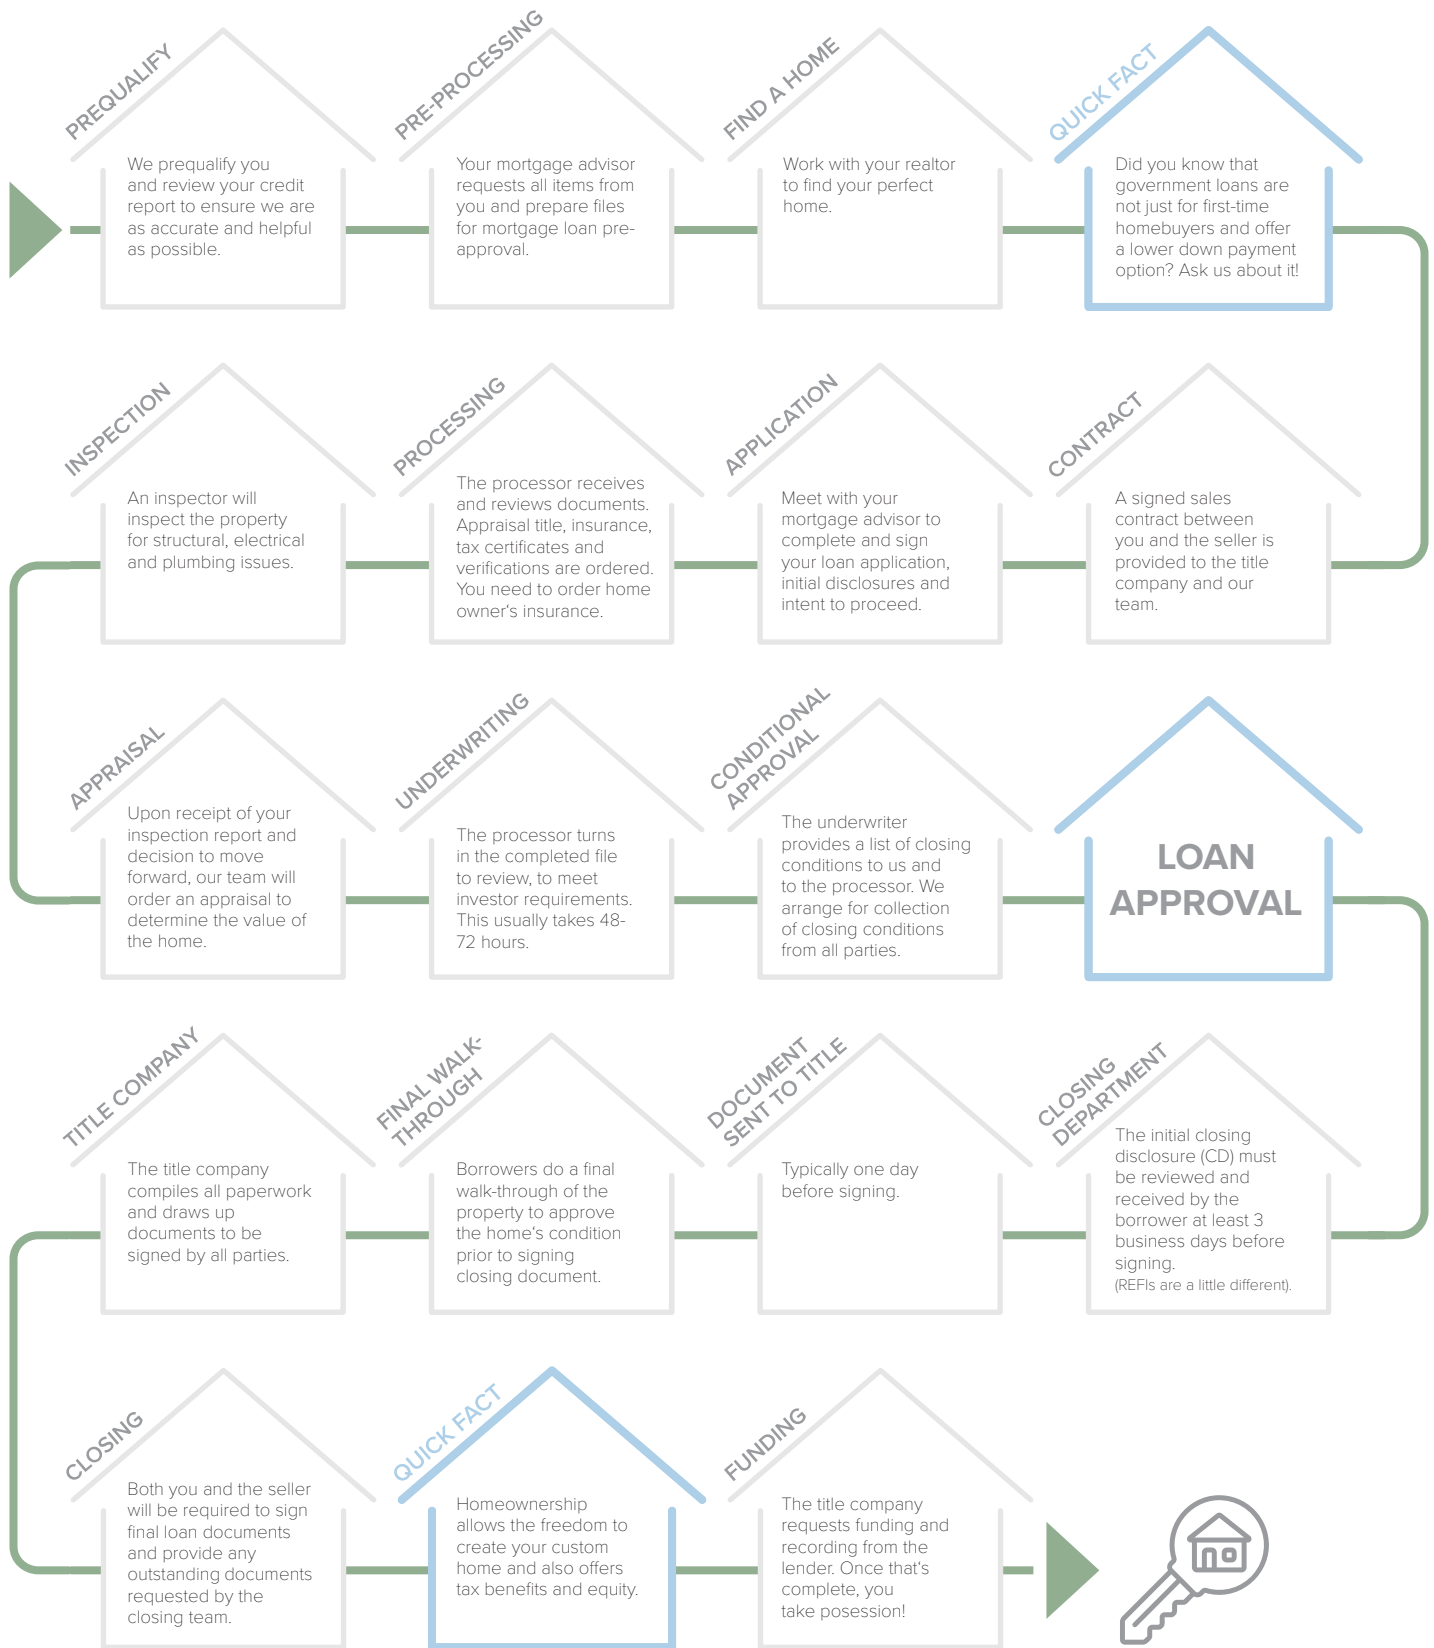 PREQUALIFY
We prequalify you
and review your credit
report to ensure we are
as accurate and helpful
as possible.
PRE-PROCESSING
Your mortgage advisor
requests all items from
you and prepare files
for mortgage loan pre-
approval.
FIND A HOME
Work with your realtor
to find your perfect
home.
QUICK FACT
Did you know that
government loans are
not just for first-time
homebuyers and offer
a lower down payment
option? Ask us about it!
CONTRACT
A signed sales
contract between
you and the seller is
provided to the title
company and our
team.
APPLICATION
Meet with your
mortgage advisor to
complete and sign
your loan application,
initial disclosures and
intent to proceed.
PROCESSING
The processor receives
and reviews documents.
Appraisal title, insurance,
tax certificates and
verifications are ordered.
You need to order home
owner‘s insurance.
INSPECTION
An inspector will
inspect the property
for structural, electrical
and plumbing issues.
APPRAISAL
Upon receipt of your
inspection report and
decision to move
forward, our team will
order an appraisal to
determine the value of
the home.
UNDERWRITING
The processor turns
in the completed file
to review, to meet
investor requirements.
This usually takes 48-
72 hours.
CONDITIONAL
APPROVAL
The underwriter
provides a list of closing
conditions to us and
to the processor. We
arrange for collection
of closing conditions
from all parties.
LOAN
APPROVAL
CLOSING
DEPARTMENT
The initial closing
disclosure (CD) must
be reviewed and
received by the
borrower at least 3
business days before
signing.
(REFIs are a little different).
DOCUMENT
SENT TO TITLE
Typically one day
before signing.
FINAL WALK-
THROUGH
Borrowers do a final
walk-through of the
property to approve
the home‘s condition
prior to signing
closing document.
TITLE COMPANY
The title company
compiles all paperwork
and draws up
documents to be
signed by all parties.
CLOSING
Both you and the seller
will be required to sign
final loan documents
and provide any
outstanding documents
requested by the
closing team.
QUICK FACT
Homeownership
allows the freedom to
create your custom
home and also offers
tax benefits and equity.
FUNDING
The title company
requests funding and
recording from the
lender. Once that‘s
complete, you
take posession!